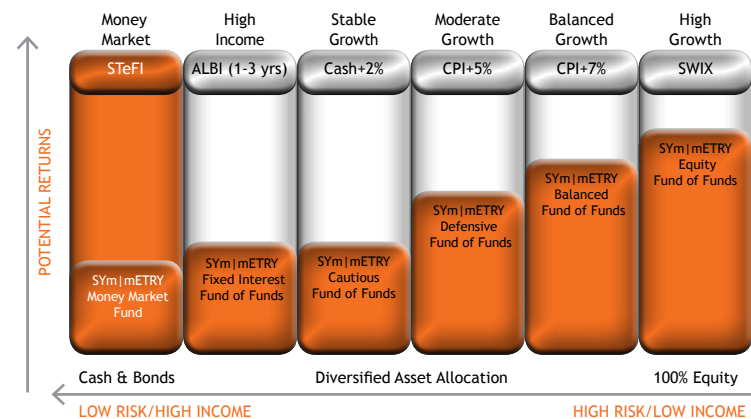 Money
Market
High
Income
Stable
Growth
Moderate
Growth
Balanced
Growth
High
Growth
STeFI
ALBI (1-3 yrs)
Cash+2%
CPI+5%
CPI+7%
SWIX
POTENTIAL RETURNS
SYm|mETRY
Money Market
Fund
SYm|mETRY
Fixed Interest
Fund of Funds
SYm|mETRY
Cautious
Fund of Funds
SYm|mETRY
Defensive
Fund of Funds
SYm|mETRY
Balanced
Fund of Funds
SYm|mETRY
Equity
Fund of Funds
Cash & Bonds
Diversified Asset Allocation
100% Equity
LOW RISK/HIGH INCOME
HIGH RISK/LOW INCOME